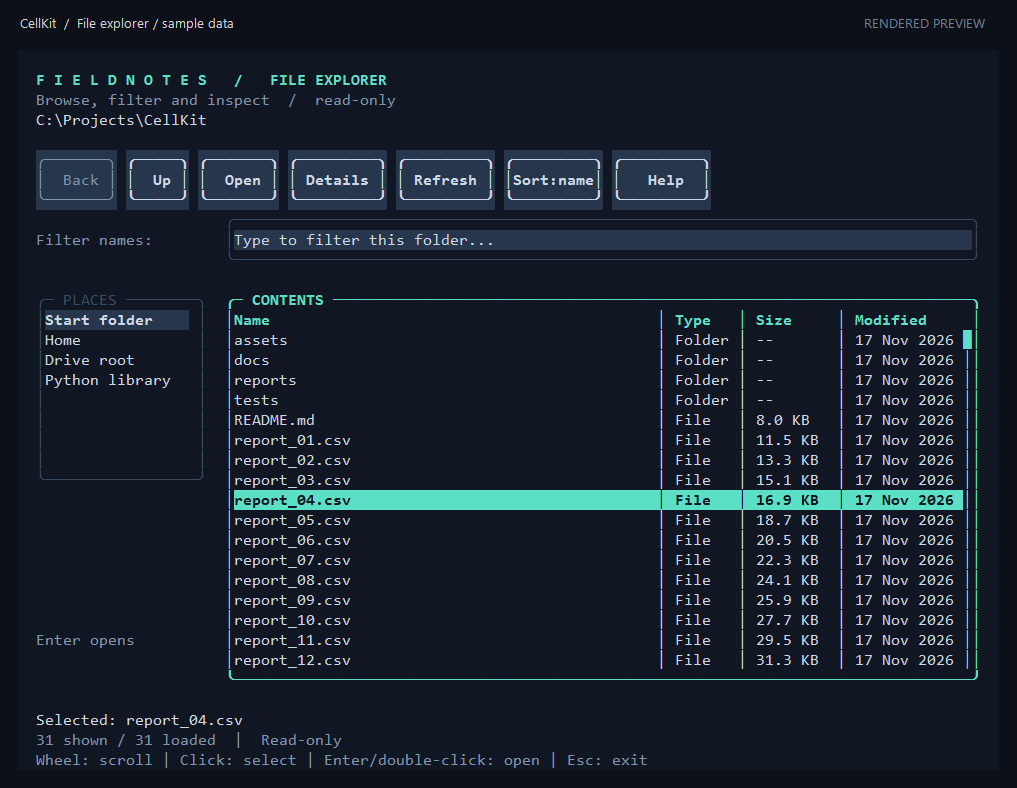 CellKit / File explorer / sample data RENDERED PREVIEW
F I E L D N O T E S / FILE EXPLORER
Browse, filter and inspect / read-only
C:\Projects\CellKit
Back Up Open Details Refresh Sort:name Help
Filter names: Type to filter this folder...
PLACES
Start folder
Home
Drive root
Python library
Enter opens
CONTENTS
Name │ Type │ Size │ Modified
assets │ Folder │ -- │ 17 Nov 2026
docs │ Folder │ -- │ 17 Nov 2026
reports │ Folder │ -- │ 17 Nov 2026
tests │ Folder │ -- │ 17 Nov 2026
README.md │ File │ 8.0 KB │ 17 Nov 2026
report_01.csv │ File │ 11.5 KB │ 17 Nov 2026
report_02.csv │ File │ 13.3 KB │ 17 Nov 2026
report_03.csv │ File │ 15.1 KB │ 17 Nov 2026
report_04.csv │ File │ 16.9 KB │ 17 Nov 2026
report_05.csv │ File │ 18.7 KB │ 17 Nov 2026
report_06.csv │ File │ 20.5 KB │ 17 Nov 2026
report_07.csv │ File │ 22.3 KB │ 17 Nov 2026
report_08.csv │ File │ 24.1 KB │ 17 Nov 2026
report_09.csv │ File │ 25.9 KB │ 17 Nov 2026
report_10.csv │ File │ 27.7 KB │ 17 Nov 2026
report_11.csv │ File │ 29.5 KB │ 17 Nov 2026
report_12.csv │ File │ 31.3 KB │ 17 Nov 2026
Selected: report_04.csv
31 shown / 31 loaded │ Read-only
Wheel: scroll │ Click: select │ Enter/double-click: open │ Esc: exit